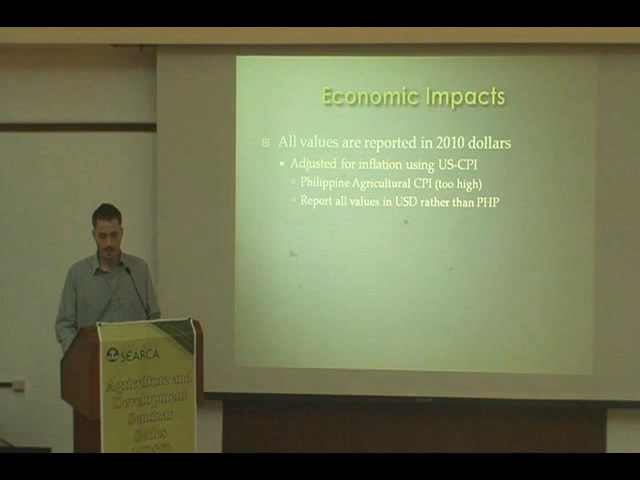 Economic Impacts
All values are reported in 2010 dollars
Adjusted for inflation using US-CPI
Philippine Agricultural CPI (too high)
Report all values in USD rather than PHP
SEARCA
Agriculture and
Development
Seminar
Series